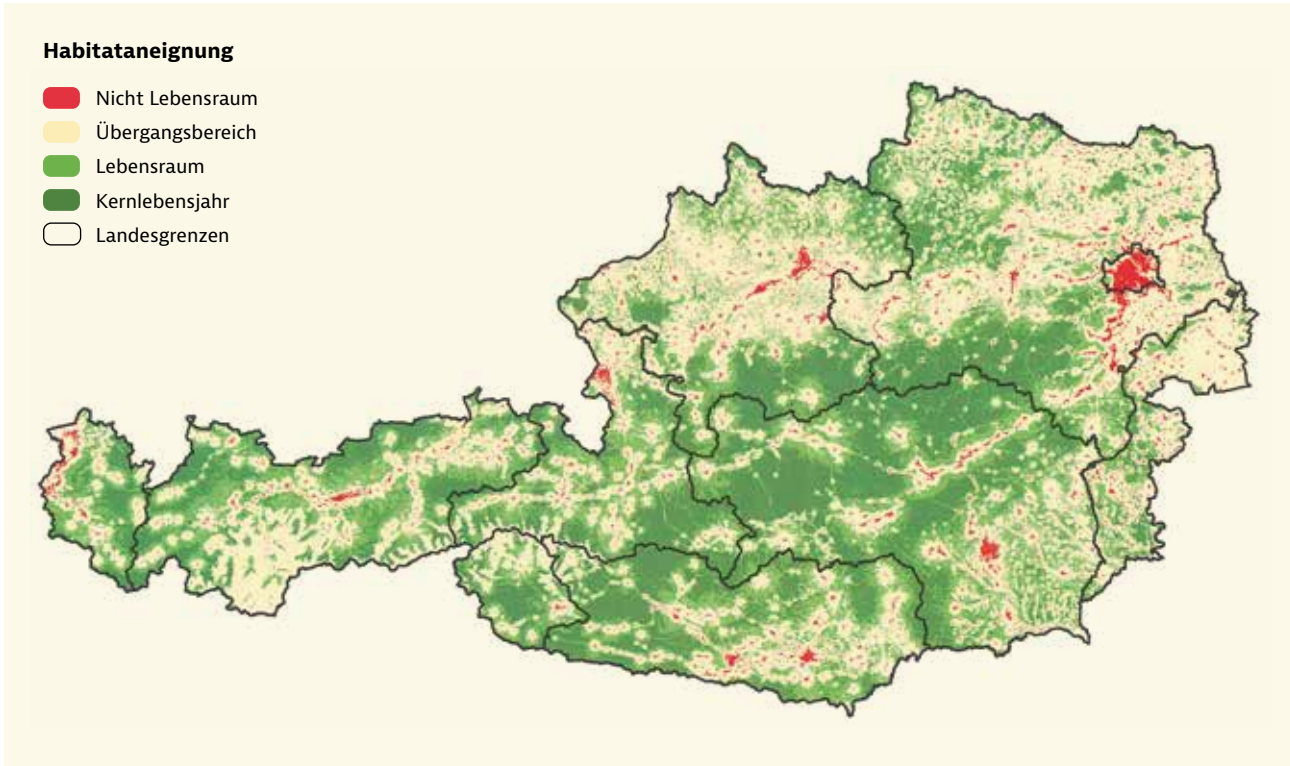 Habitataneignung
Nicht Lebensraum
Übergangsbereich
Lebensraum
Kernlebensjahr
Landesgrenzen